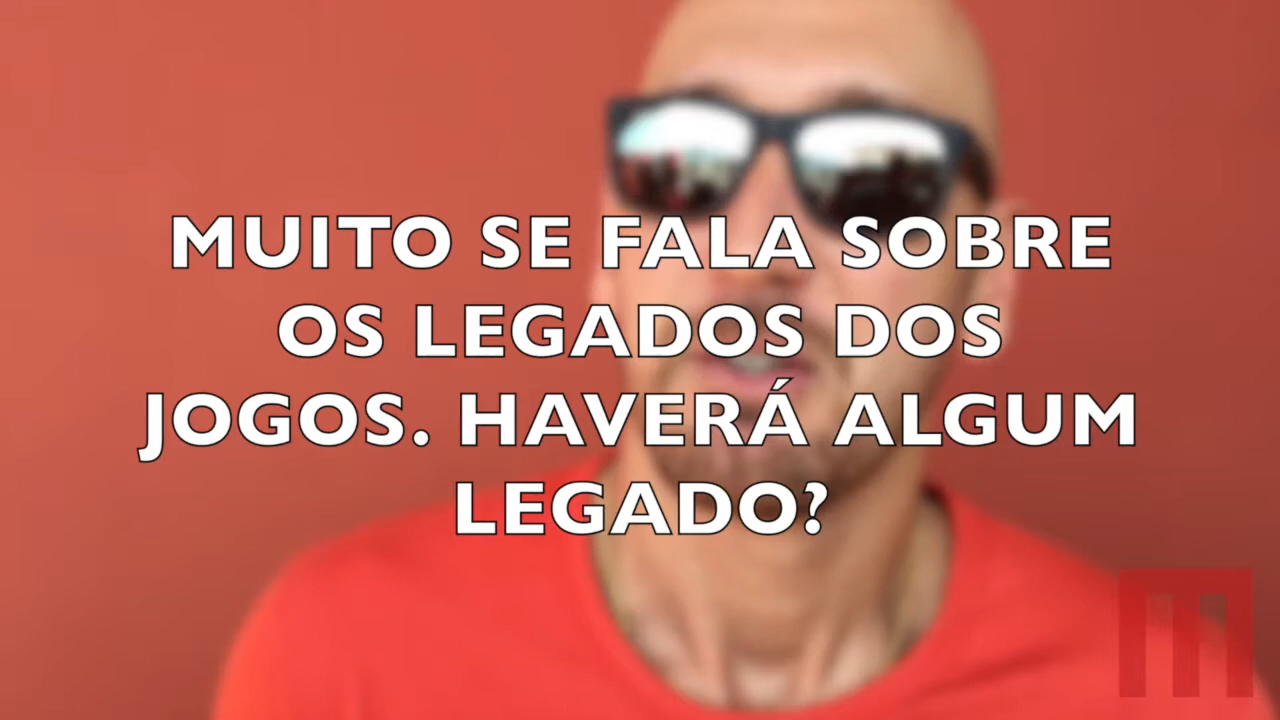 MUITO SE FALA SOBRE
OS LEGADOS DOS
JOGOS. HAVERÁ ALGUM
LEGADO?